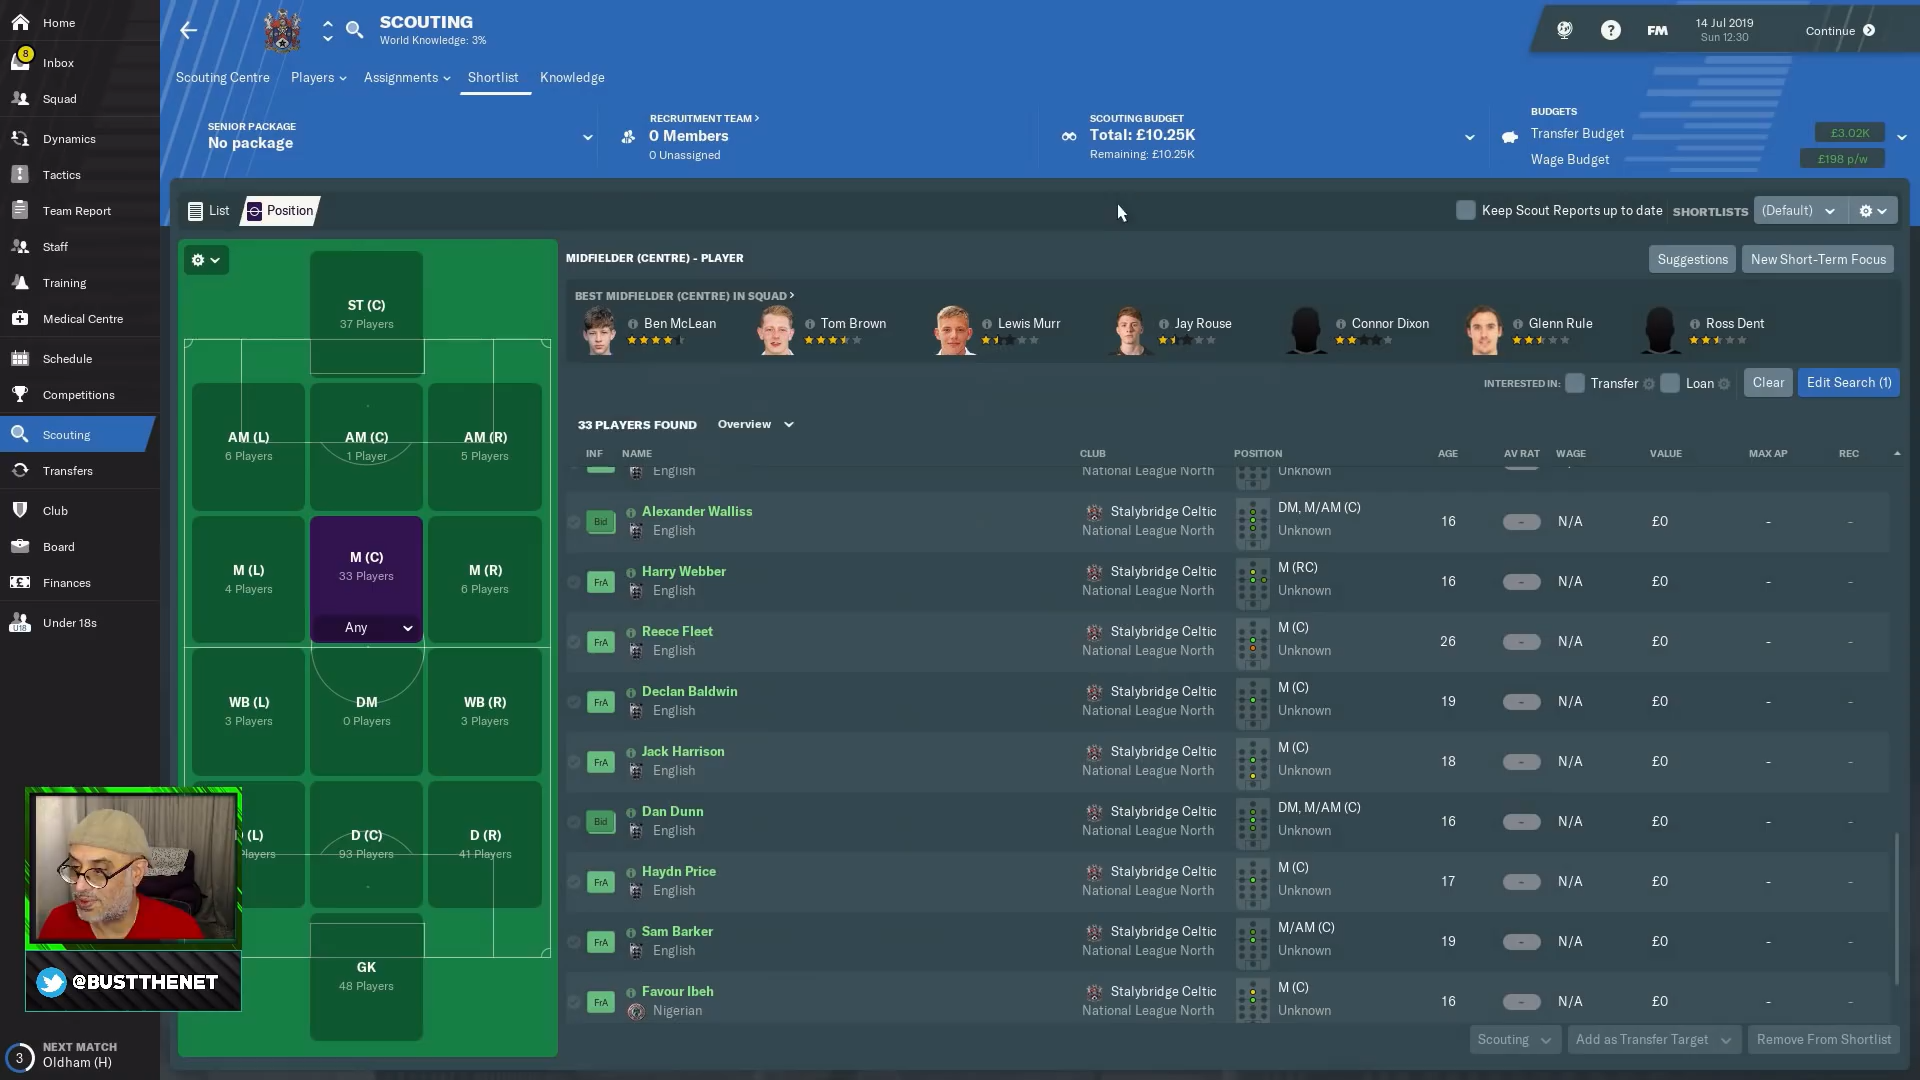 Home
8
Inbox
Squad
Dynamics
Tactics
Team Report
Staff
Training
Medical Centre
Schedule
Competitions
Scouting
Transfers
Club
Board
Finances
U18
Under 18s
3
NEXT MATCH
Oldham (H)
SCOUTING
World Knowledge: 3%
? FM
14 Jul 2019
Sun 12:30
Continue
Scouting Centre Players Assignments Shortlist Knowledge
SENIOR PACKAGE
No package
RECRUITMENT TEAM >
0 Members
0 Unassigned
SCOUTING BUDGET
Total: £10.25K
Remaining: £10.25K
BUDGETS
Transfer Budget £3.02K
Wage Budget £198 p/w
List Position
Keep Scout Reports up to date SHORTLISTS (Default)
ST (C)
37 Players
AM (L)
6 Players
AM (C)
1 Player
AM (R)
5 Players
M (L)
4 Players
M (C)
33 Players
Any
M (R)
6 Players
WB (L)
3 Players
DM
0 Players
WB (R)
3 Players
(L)
Players
D (C)
93 Players
D (R)
41 Players
GK
48 Players
@BUSTTHENET
MIDFIELDER (CENTRE) - PLAYER
Suggestions New Short-Term Focus
BEST MIDFIELDER (CENTRE) IN SQUAD >
Ben McLean
Tom Brown
Lewis Murr
Jay Rouse
Connor Dixon
Glenn Rule
Ross Dent
INTERESTED IN: Transfer Loan Clear Edit Search (1)
33 PLAYERS FOUND Overview
INF NAME CLUB POSITION AGE AV RAT WAGE VALUE MAX AP REC
English National League North Unknown
Bid Alexander Walliss Stalybridge Celtic DM, M/AM (C) 16 - N/A £0 - -
English National League North Unknown
FrA Harry Webber Stalybridge Celtic M (RC) 16 - N/A £0 - -
English National League North Unknown
FrA Reece Fleet Stalybridge Celtic M (C) 26 - N/A £0 - -
English National League North Unknown
FrA Declan Baldwin Stalybridge Celtic M (C) 19 - N/A £0 - -
English National League North Unknown
FrA Jack Harrison Stalybridge Celtic M (C) 18 - N/A £0 - -
English National League North Unknown
Bid Dan Dunn Stalybridge Celtic DM, M/AM (C) 16 - N/A £0 - -
English National League North Unknown
FrA Haydn Price Stalybridge Celtic M (C) 17 - N/A £0 - -
English National League North Unknown
FrA Sam Barker Stalybridge Celtic M/AM (C) 19 - N/A £0 - -
English National League North Unknown
FrA Favour Ibeh Stalybridge Celtic M (C) 16 - N/A £0 - -
Nigerian National League North Unknown
Scouting Add as Transfer Target Remove From Shortlist